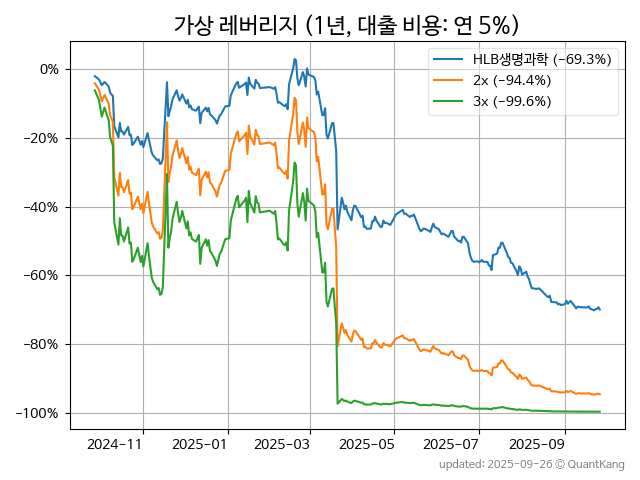 가상 레버리지 (1년, 대출 비용: 연 5%)
HLB생명과학 (−69.3%)
2x (−94.4%)
3x (−99.6%)
0%
−20%
−40%
−60%
−80%
−100%
2024-11 2025-01 2025-03 2025-05 2025-07 2025-09
updated: 2025-09-26 © QuantKang